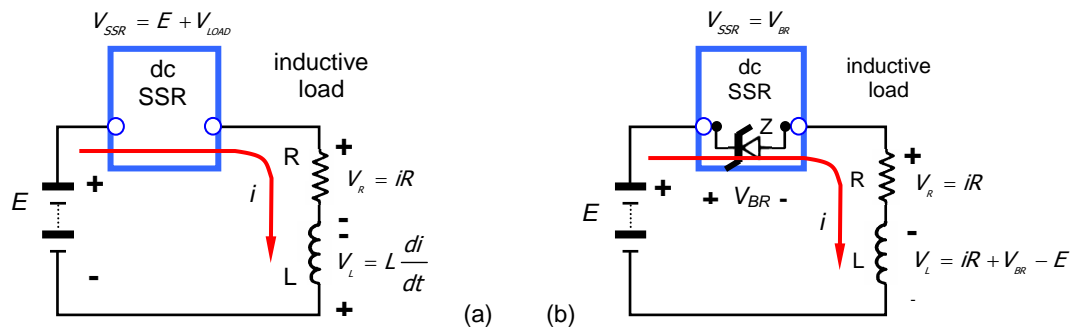 V_SSR = E + V_LOAD
dc
SSR
inductive
load
+
R
V_R = iR
+
E
i
-
-
L
V_L = L di/dt
-
+
(a)
V_SSR = V_BR
dc
SSR
inductive
load
Z
+
R
V_R = iR
+
+ V_BR -
E
i
-
L
V_L = iR + V_BR - E
-
(b)